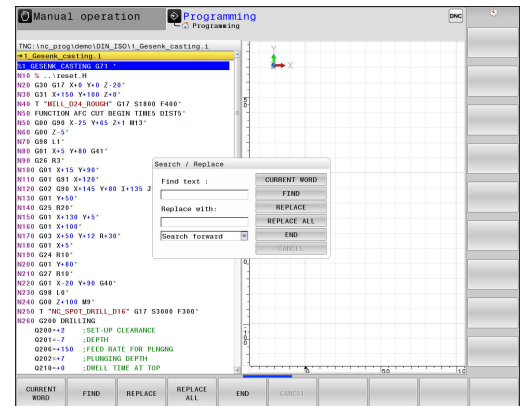 Manual operation
Programming
Programming
DNC
TNC:\nc_prog\demo\DIN_ISO\1_Gesenk_casting.i
→1_Gesenk_casting.i
%1_GESENK_CASTING G71 *
N10 % ..\reset.H
N20 G30 G17 X+0 Y+0 Z-20*
N30 G31 X+150 Y+100 Z+0*
N40 T "MILL_D24_ROUGH" G17 S1800 F400*
N50 FUNCTION AFC CUT BEGIN TIME5 DIST5*
N50 G00 G90 X-25 Y+65 Z+1 M13*
N60 G00 Z-5*
N70 G98 L1*
N80 G01 X+5 Y+80 G41*
N90 G26 R3*
N100 G01 X+15 Y+90*
N110 G01 G91 X+120*
N120 G02 G90 X+145 Y+80 I+135 J
N130 G01 Y+50*
N140 G25 R20*
N150 G01 X+130 Y+5*
N160 G01 X+100*
N170 G03 X+50 Y+12 R+30*
N180 G01 X+5*
N190 G24 R10*
N200 G01 Y+80*
N210 G27 R10*
N220 G01 X-20 Y+90 G40*
N230 G98 L0*
N240 G00 Z+100 M9*
N250 T "NC_SPOT_DRILL_D16" G17 S3000 F300*
N260 G200 DRILLING
Q200=+2 ;SET-UP CLEARANCE
Q201=-7 ;DEPTH
Q206=+150 ;FEED RATE FOR PLNGNG
Q202=+7 ;PLUNGING DEPTH
Q210=+0 ;DWELL TIME AT TOP
Y
X
Search / Replace
Find text :
Replace with:
Search forward
CURRENT WORD
FIND
REPLACE
REPLACE ALL
END
CANCEL
50
CURRENT WORD
FIND
REPLACE
REPLACE ALL
END
CANCEL